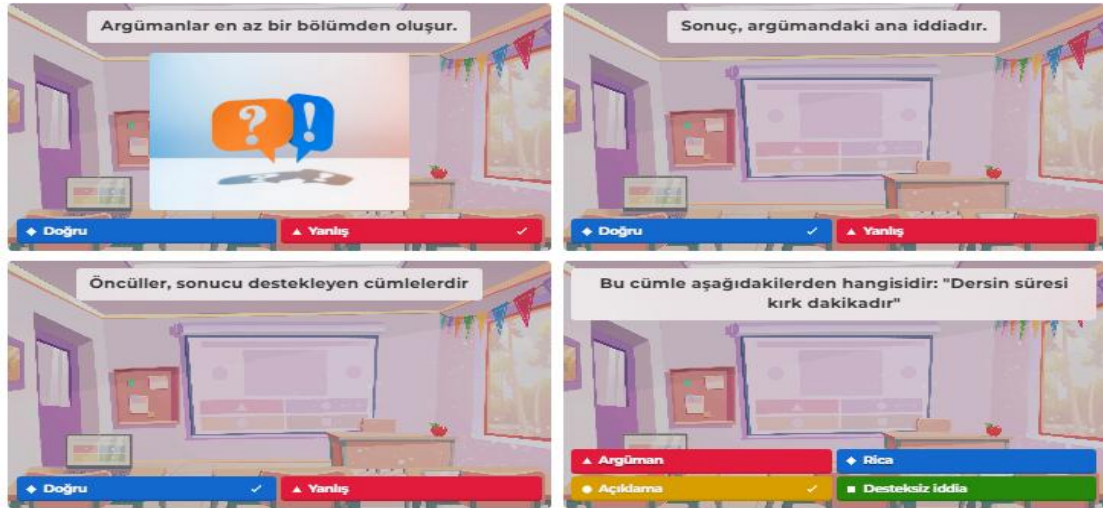 Argümanlar en az bir bölümden oluşur.
Doğru
Yanlış
Sonuç, argümandaki ana iddiadır.
Doğru
Yanlış
Öncüller, sonucu destekleyen cümlelerdir
Doğru
Yanlış
Bu cümle aşağıdakilerden hangisidir: "Dersin süresi
kırk dakikadır"
Argüman
Rica
Açıklama
Desteksiz iddia